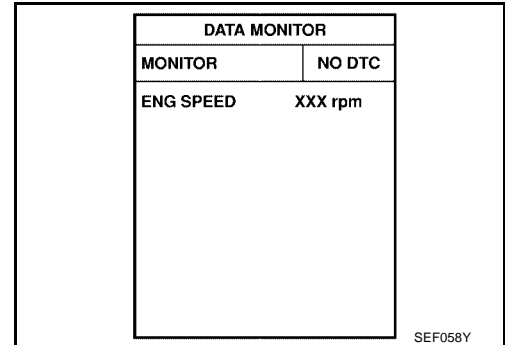 DATA MONITOR
MONITOR NO DTC
ENG SPEED XXX rpm
SEF058Y